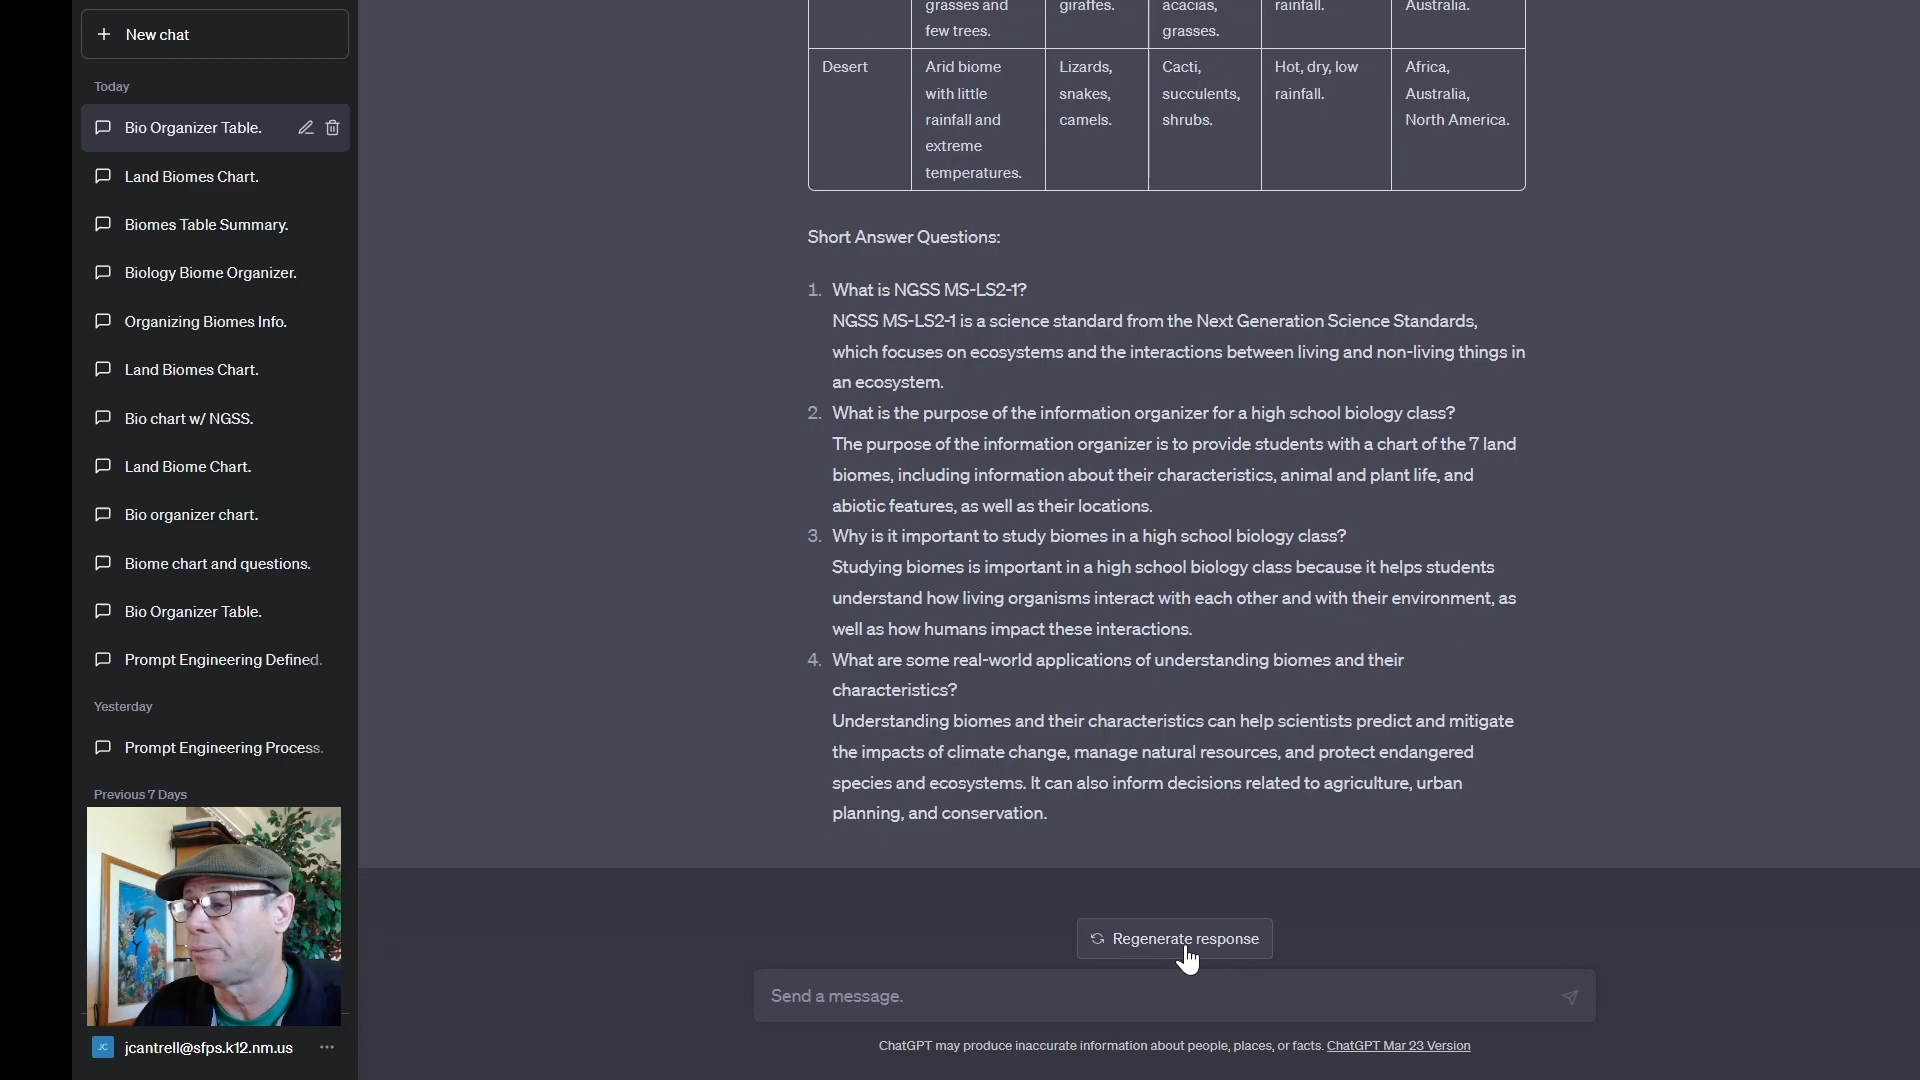 New chat
Today
Bio Organizer Table.
Land Biomes Chart.
Biomes Table Summary.
Biology Biome Organizer.
Organizing Biomes Info.
Land Biomes Chart.
Bio chart w/ NGSS.
Land Biome Chart.
Bio organizer chart.
Biome chart and questions.
Bio Organizer Table.
Prompt Engineering Defined.
Yesterday
Prompt Engineering Process.
Previous 7 Days
JC
jcantrell@sfps.k12.nm.us
grasses and
few trees.
giraffes.
acacias,
grasses.
rainfall.
Australia.
Desert
Arid biome
with little
rainfall and
extreme
temperatures.
Lizards,
snakes,
camels.
Cacti,
succulents,
shrubs.
Hot, dry, low
rainfall.
Africa,
Australia,
North America.
Short Answer Questions:
1. What is NGSS MS-LS2-1?
NGSS MS-LS2-1 is a science standard from the Next Generation Science Standards,
which focuses on ecosystems and the interactions between living and non-living things in
an ecosystem.
2. What is the purpose of the information organizer for a high school biology class?
The purpose of the information organizer is to provide students with a chart of the 7 land
biomes, including information about their characteristics, animal and plant life, and
abiotic features, as well as their locations.
3. Why is it important to study biomes in a high school biology class?
Studying biomes is important in a high school biology class because it helps students
understand how living organisms interact with each other and with their environment, as
well as how humans impact these interactions.
4. What are some real-world applications of understanding biomes and their
characteristics?
Understanding biomes and their characteristics can help scientists predict and mitigate
the impacts of climate change, manage natural resources, and protect endangered
species and ecosystems. It can also inform decisions related to agriculture, urban
planning, and conservation.
Regenerate response
Send a message.
ChatGPT may produce inaccurate information about people, places, or facts. ChatGPT Mar 23 Version